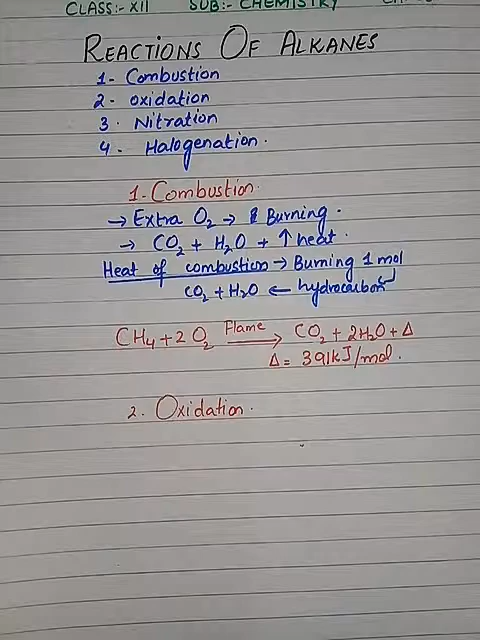 CLASS:- XII SUB:- CHEMISTRY
REACTIONS OF ALKANES
1- Combustion
2- oxidation
3. Nitration
4. Halogenation.
1. Combustion.
→ Extra O₂ → Burning.
→ CO₂ + H₂O + ↑ heat.
Heat of combustion → Burning 1 mol
CO₂ + H₂O ← hydrocarbon
CH₄ + 2O₂ Flame → CO₂ + 2H₂O + Δ
Δ = 391kJ/mol.
2. Oxidation.